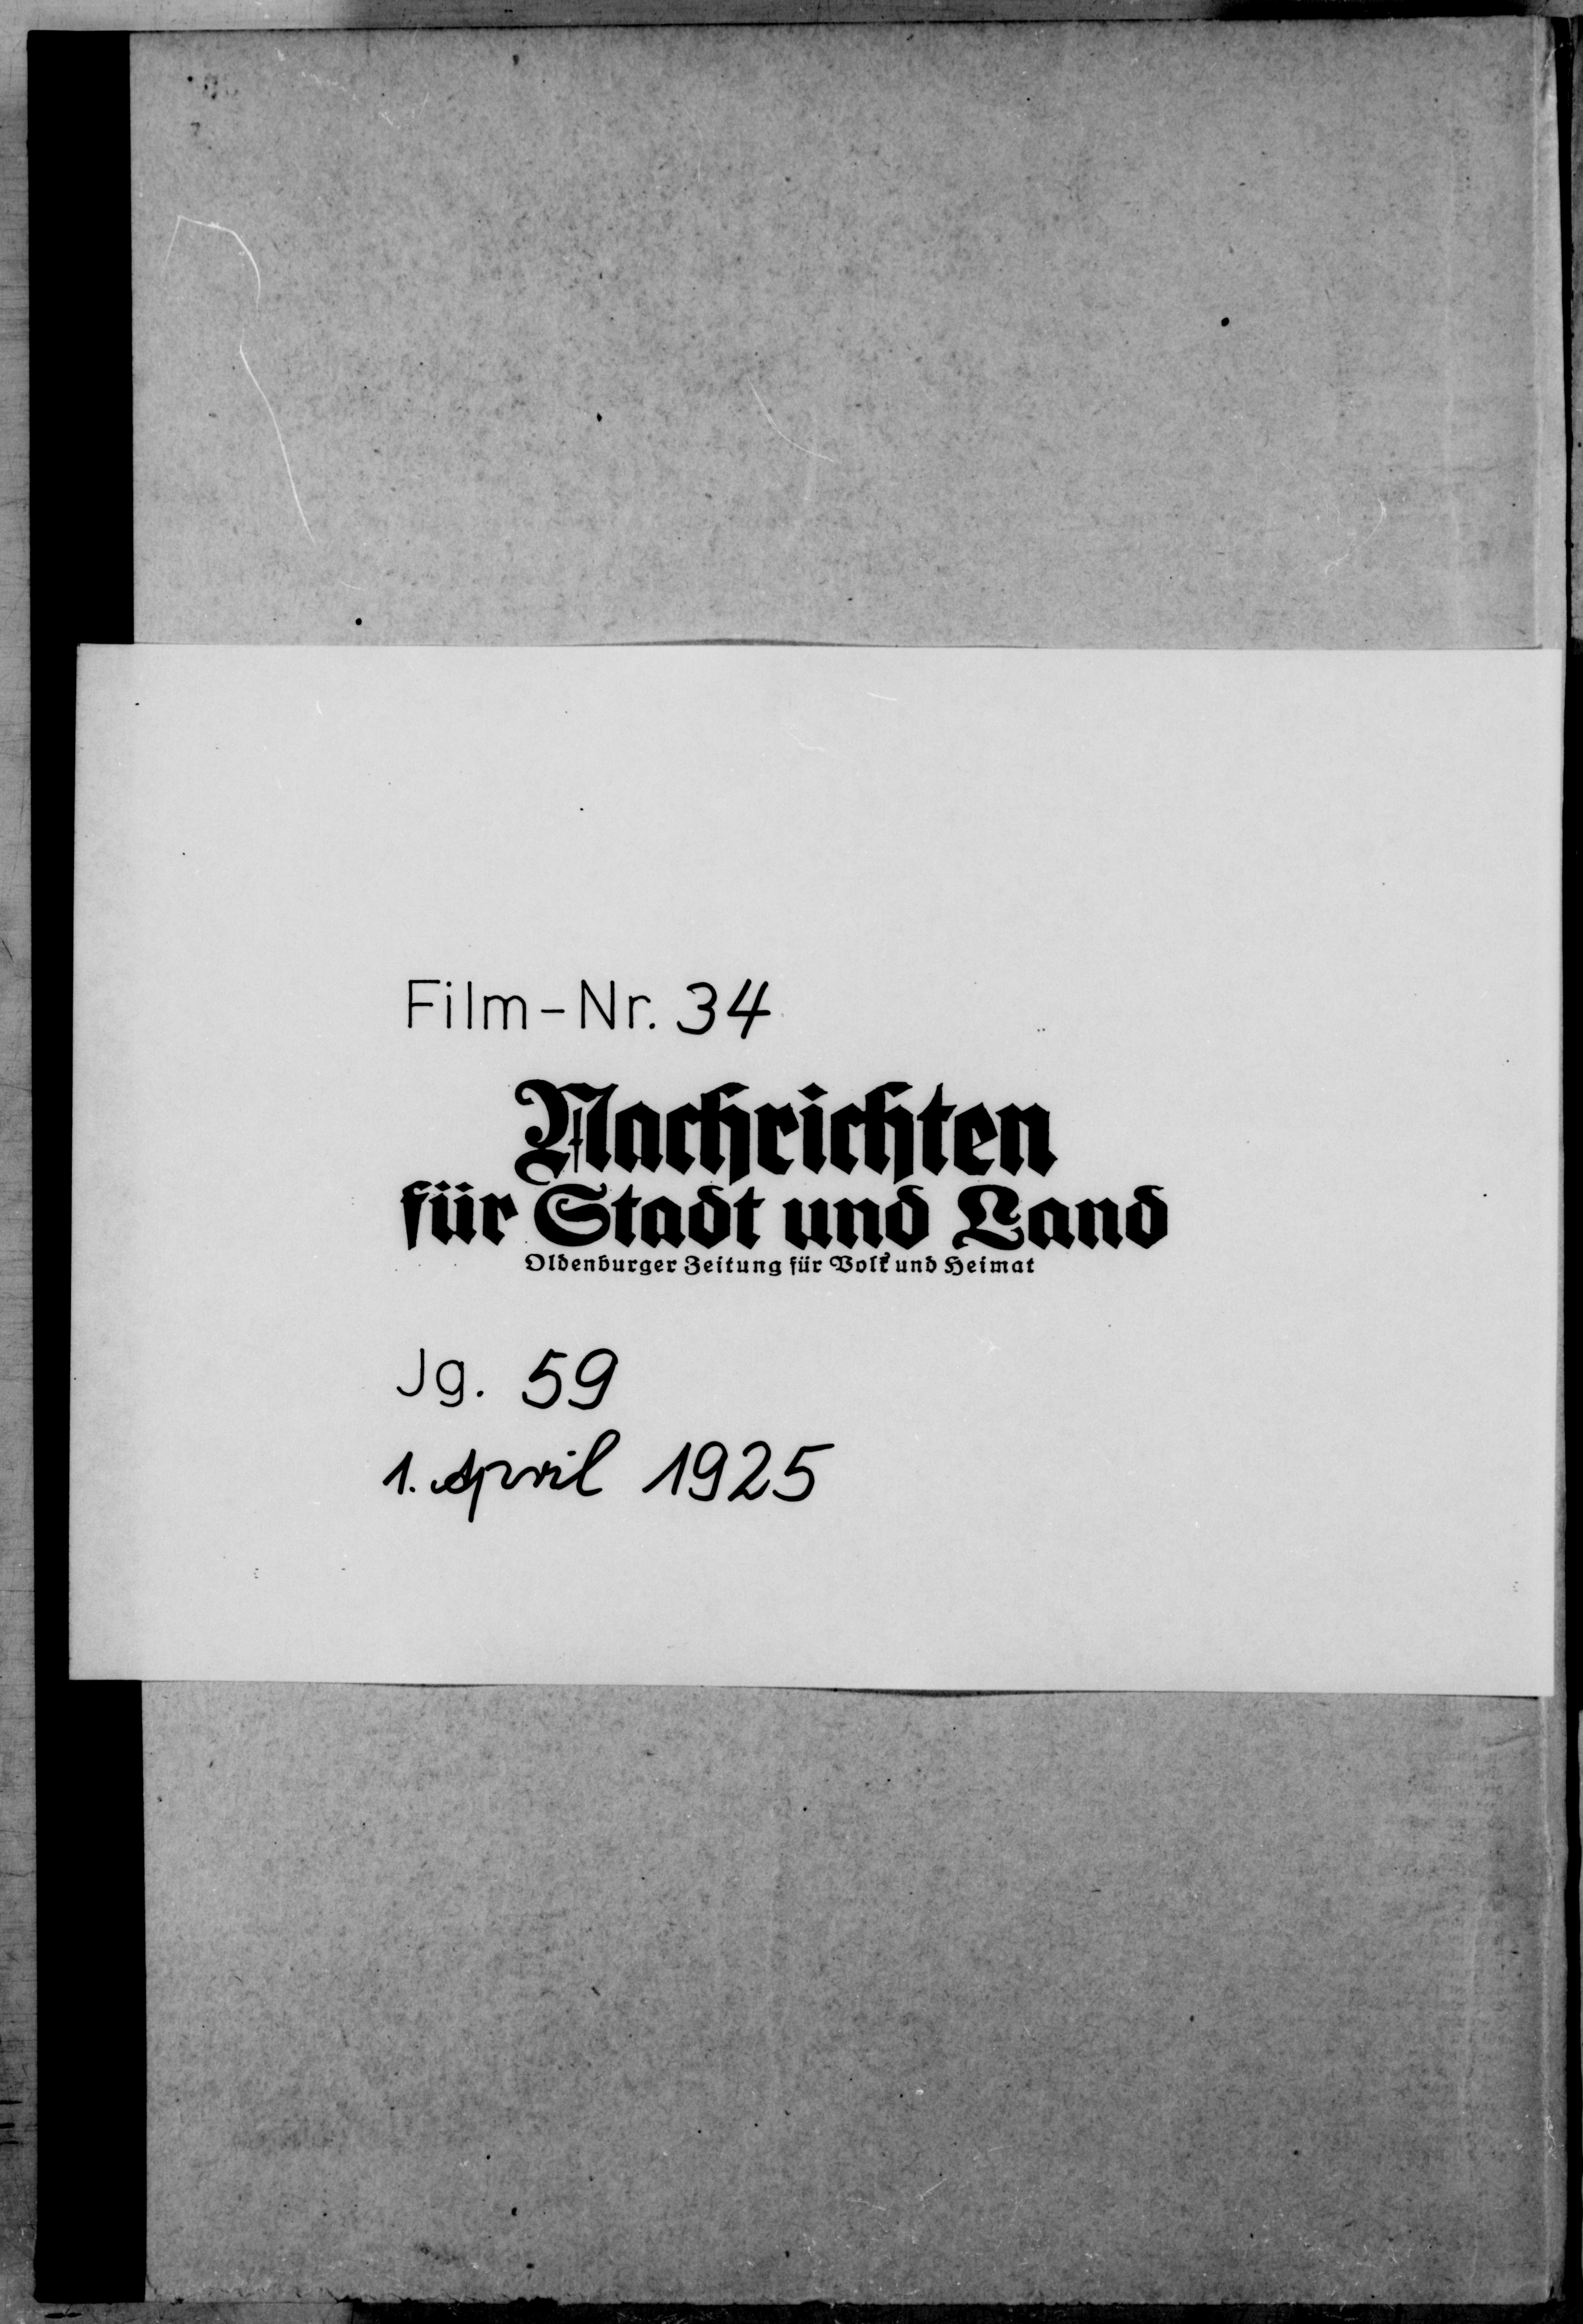 Film-Nr. 34
Nachrichten
für Stadt und Land
Oldenburger Zeitung für Volk und Heimat
Jg. 59
1. April 1925